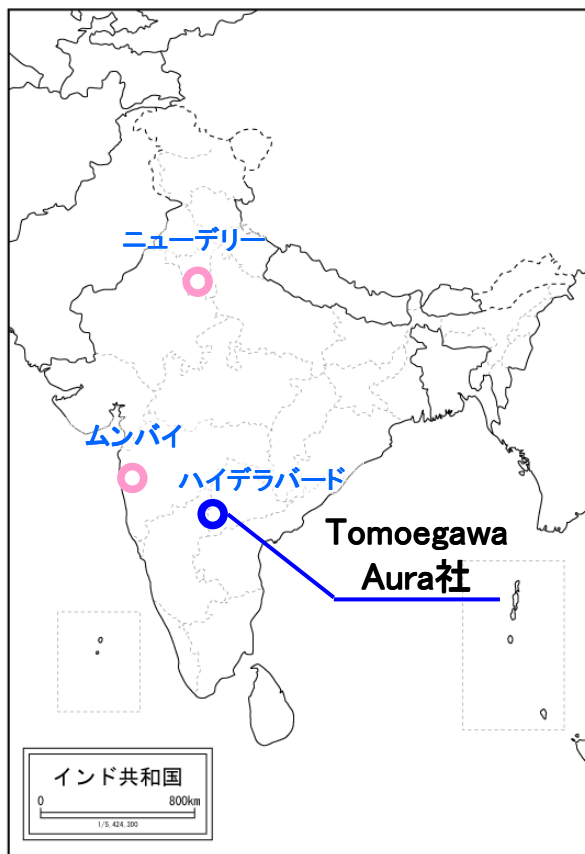 ニューデリー
ムンバイ
ハイデラバード
Tomoegawa
Aura社
インド共和国
0 800km
1/5,424,300